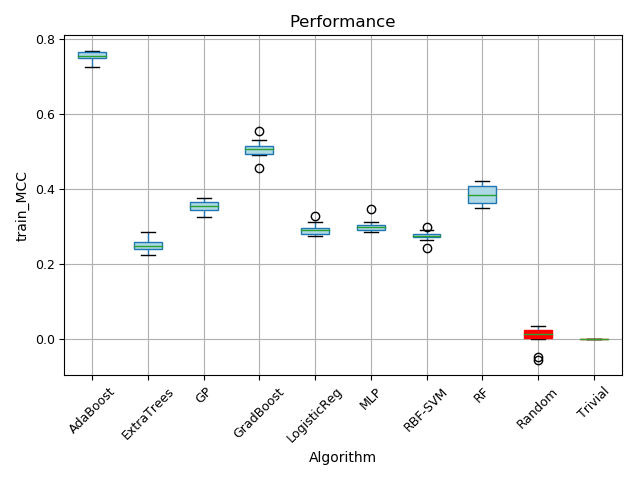 Performance
train_MCC
0.8
0.6
0.4
0.2
0.0
AdaBoost
ExtraTrees
GP
GradBoost
LogisticReg
MLP
RBF-SVM
RF
Random
Trivial
Algorithm